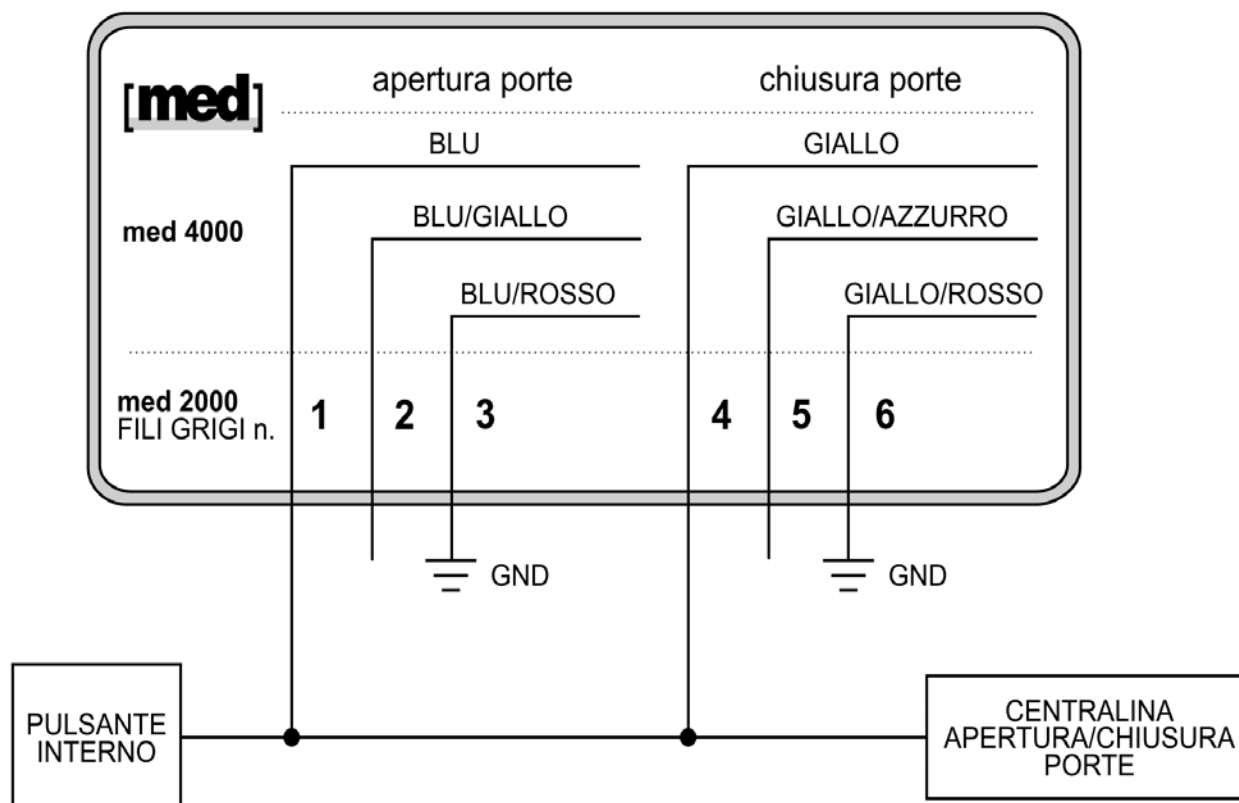 [med]
apertura porte
chiusura porte
BLU
GIALLO
med 4000
BLU/GIALLO
GIALLO/AZZURRO
BLU/ROSSO
GIALLO/ROSSO
med 2000
FILI GRIGI n.
1
2
3
4
5
6
GND
GND
PULSANTE
INTERNO
CENTRALINA
APERTURA/CHIUSURA
PORTE